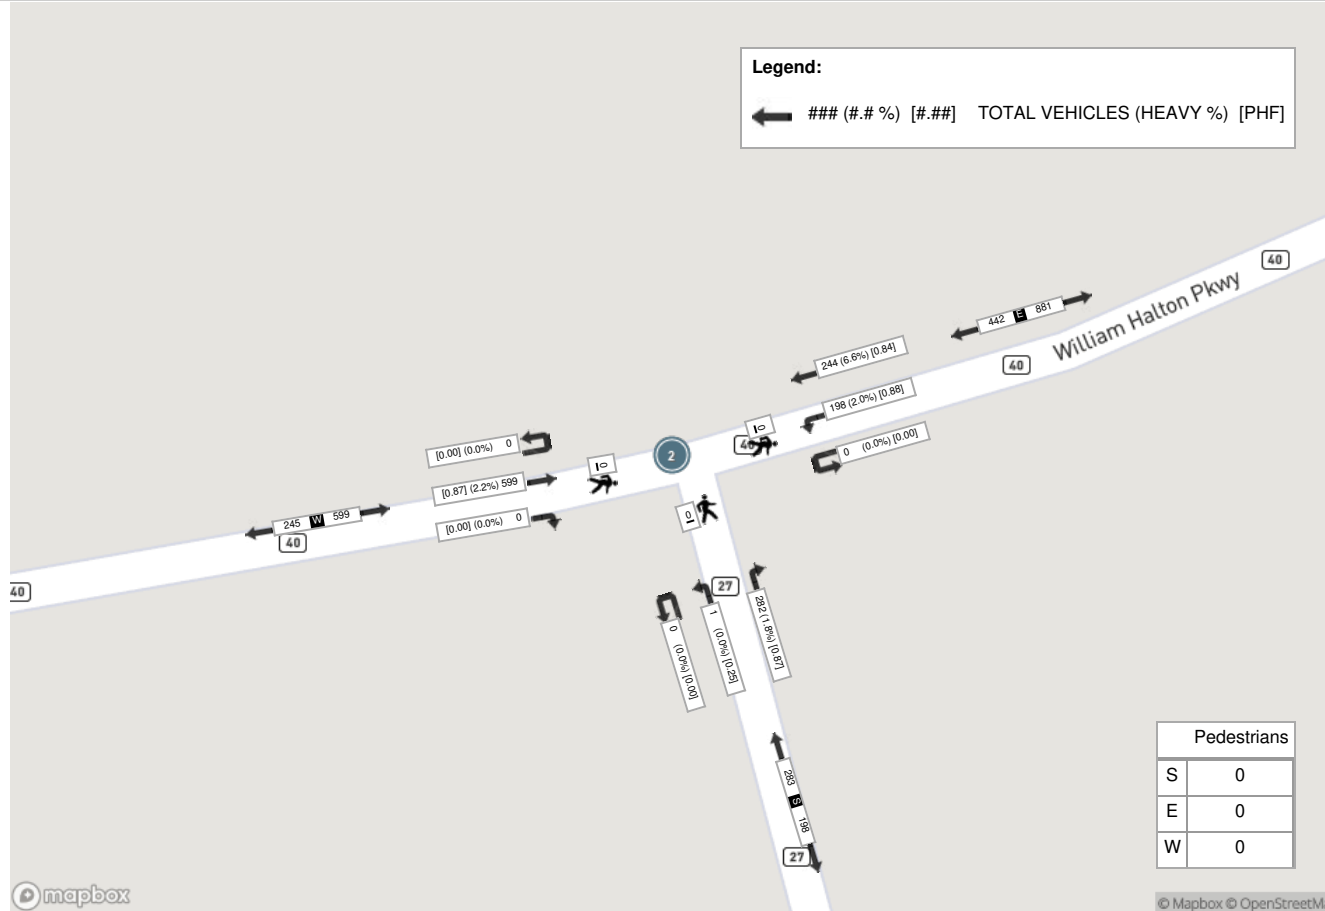 Legend:
### (#.# %) [#.##] TOTAL VEHICLES (HEAVY %) [PHF]
40
William Halton Pkwy
442 E 881
40
244 (6.6%) [0.84]
198 (2.0%) [0.88]
0 (0.0%) [0.00]
0
40
2
[0.00] (0.0%) 0
0
[0.87] (2.2%) 599
[0.00] (0.0%) 0
245 W 599
40
40
0
27
282 (1.8%) [0.87]
1 (0.0%) [0.25]
0 (0.0%) [0.00]
283 S 198
27
Pedestrians
S 0
E 0
W 0
mapbox
© Mapbox © OpenStreetM